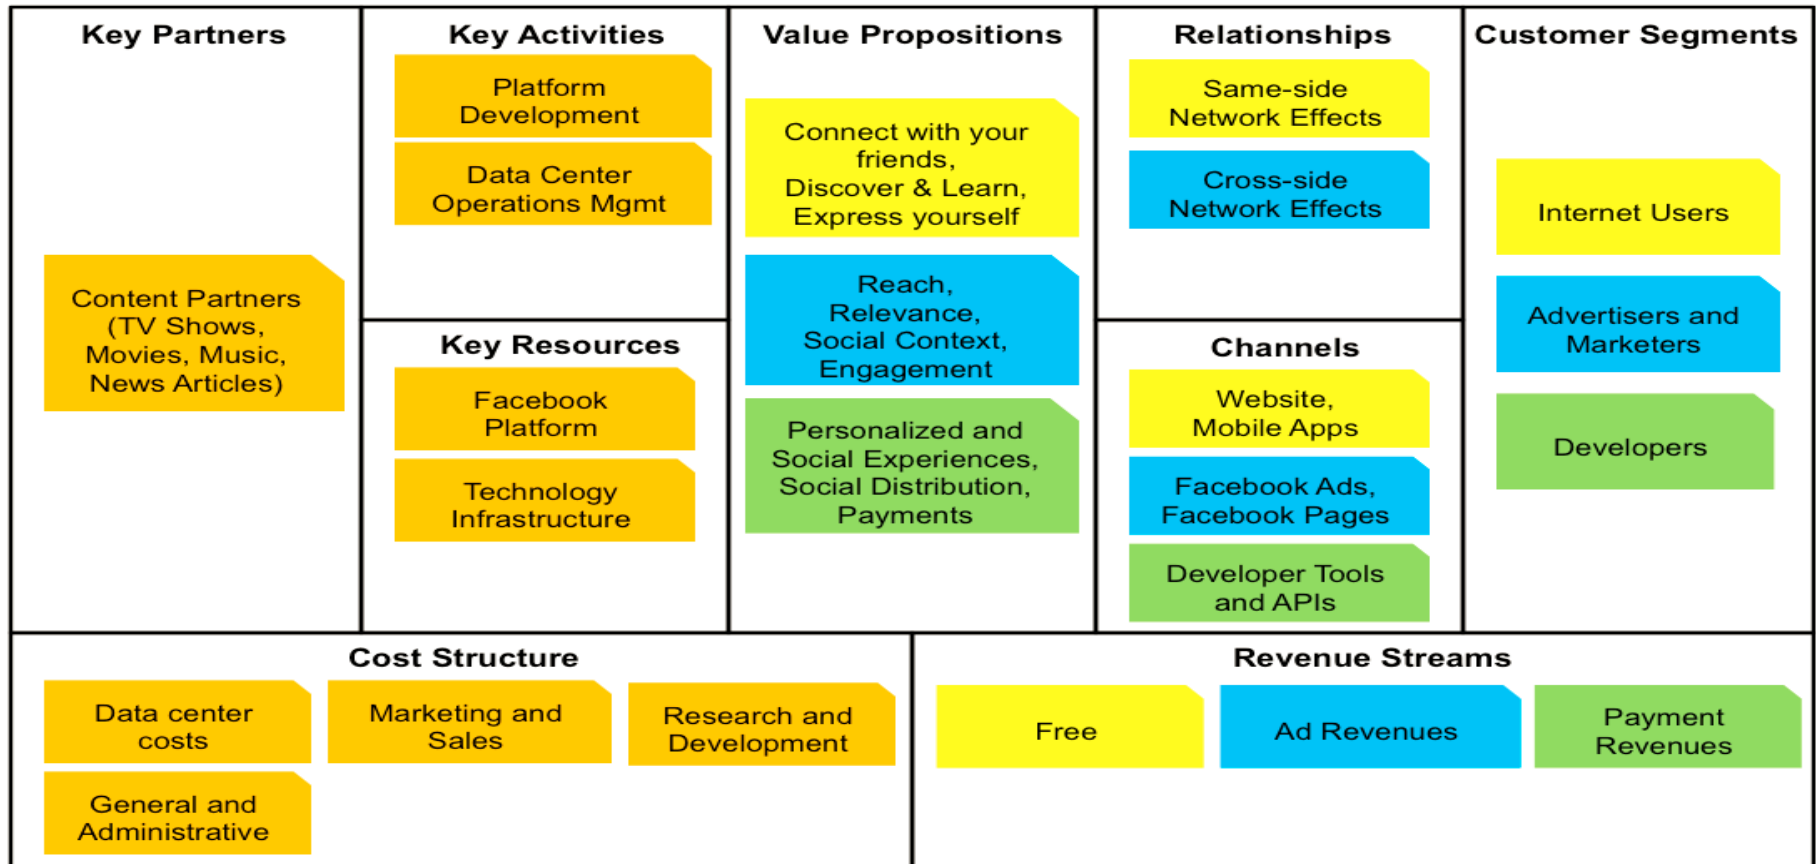 Key Partners
Content Partners
(TV Shows,
Movies, Music,
News Articles)
Key Activities
Platform
Development
Data Center
Operations Mgmt
Key Resources
Facebook
Platform
Technology
Infrastructure
Value Propositions
Connect with your
friends,
Discover & Learn,
Express yourself
Reach,
Relevance,
Social Context,
Engagement
Personalized and
Social Experiences,
Social Distribution,
Payments
Relationships
Same-side
Network Effects
Cross-side
Network Effects
Channels
Website,
Mobile Apps
Facebook Ads,
Facebook Pages
Developer Tools
and APIs
Customer Segments
Internet Users
Advertisers and
Marketers
Developers
Cost Structure
Data center
costs
Marketing and
Sales
Research and
Development
General and
Administrative
Revenue Streams
Free
Ad Revenues
Payment
Revenues